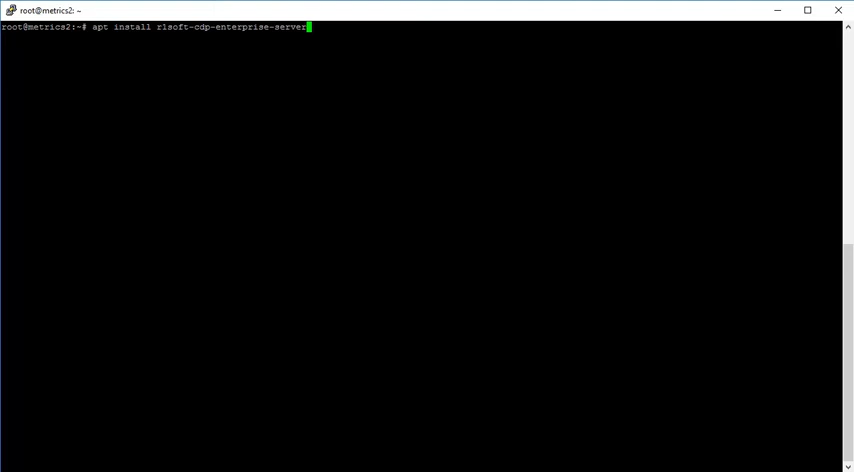 root@metrics2: ~
root@metrics2:~# apt install r1soft-cdp-enterprise-server